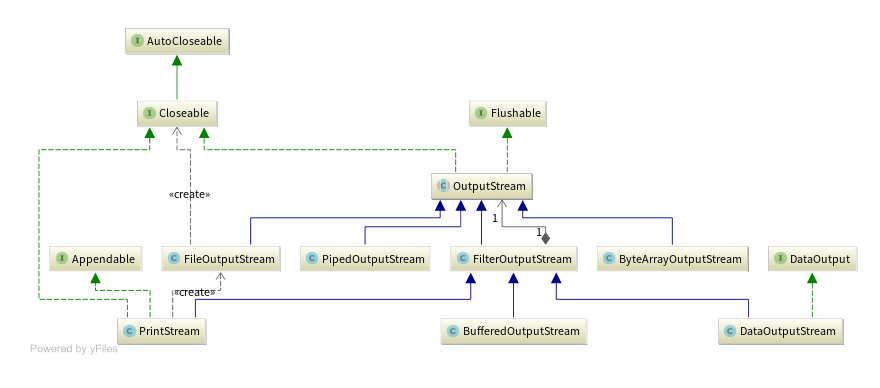 I AutoCloseable
I Closeable
I Flushable
C OutputStream
«create»
1
1
I Appendable
C FileOutputStream
C PipedOutputStream
C FilterOutputStream
C ByteArrayOutputStream
I DataOutput
«create»
C PrintStream
C BufferedOutputStream
C DataOutputStream
Powered by yFiles